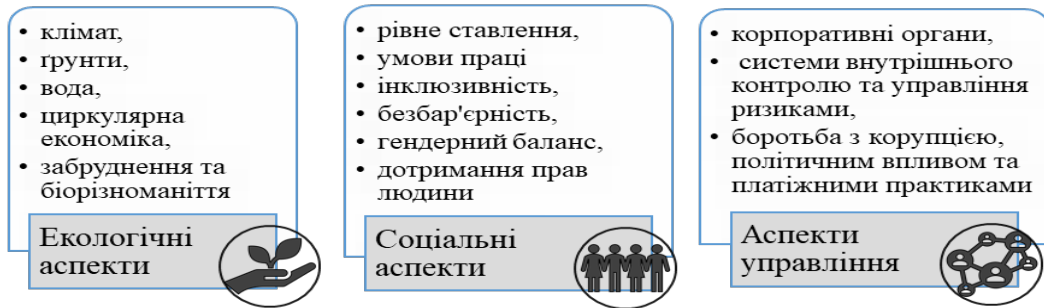 • клімат,
• ґрунти,
• вода,
• циркулярна
економіка,
• забруднення та
біорізноманіття
Екологічні
аспекти
• рівне ставлення,
• умови праці
• інклюзивність,
• безбар'єрність,
• гендерний баланс,
• дотримання прав
людини
Соціальні
аспекти
• корпоративні органи,
• системи внутрішнього
контролю та управління
ризиками,
• боротьба з корупцією,
політичним впливом та
платіжними практиками
Аспекти
управління